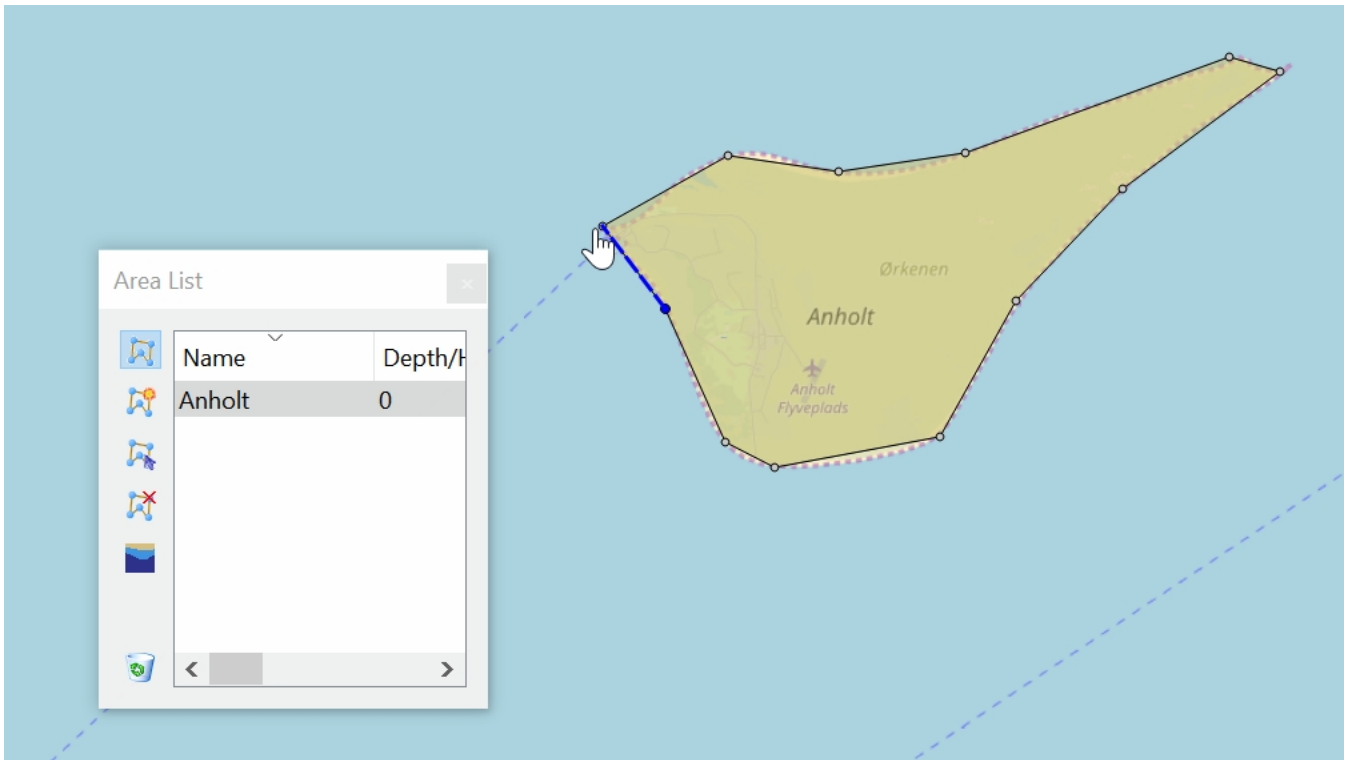 Area List
Name Depth/H
Anholt 0
Ørkenen
Anholt
Anholt
Flyveplads